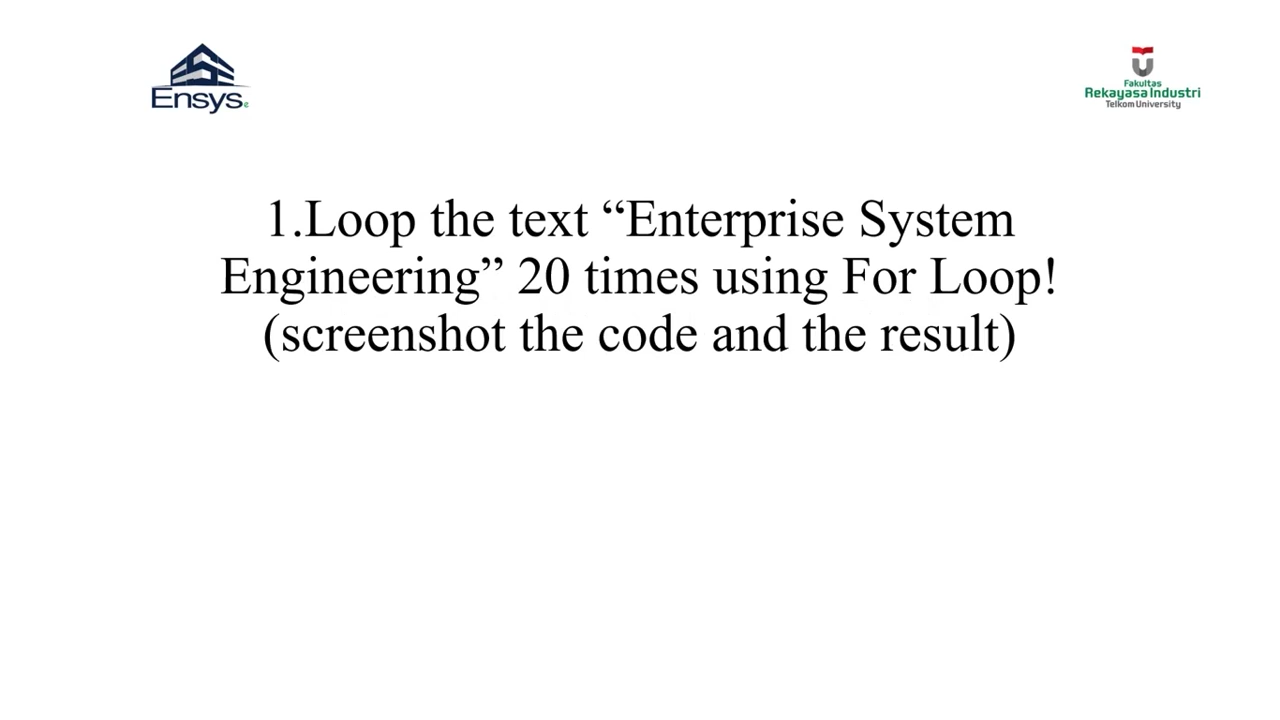 Ensys
e
Fakultas
Rekayasa Industri
Telkom University
1.Loop the text “Enterprise System
Engineering” 20 times using For Loop!
(screenshot the code and the result)